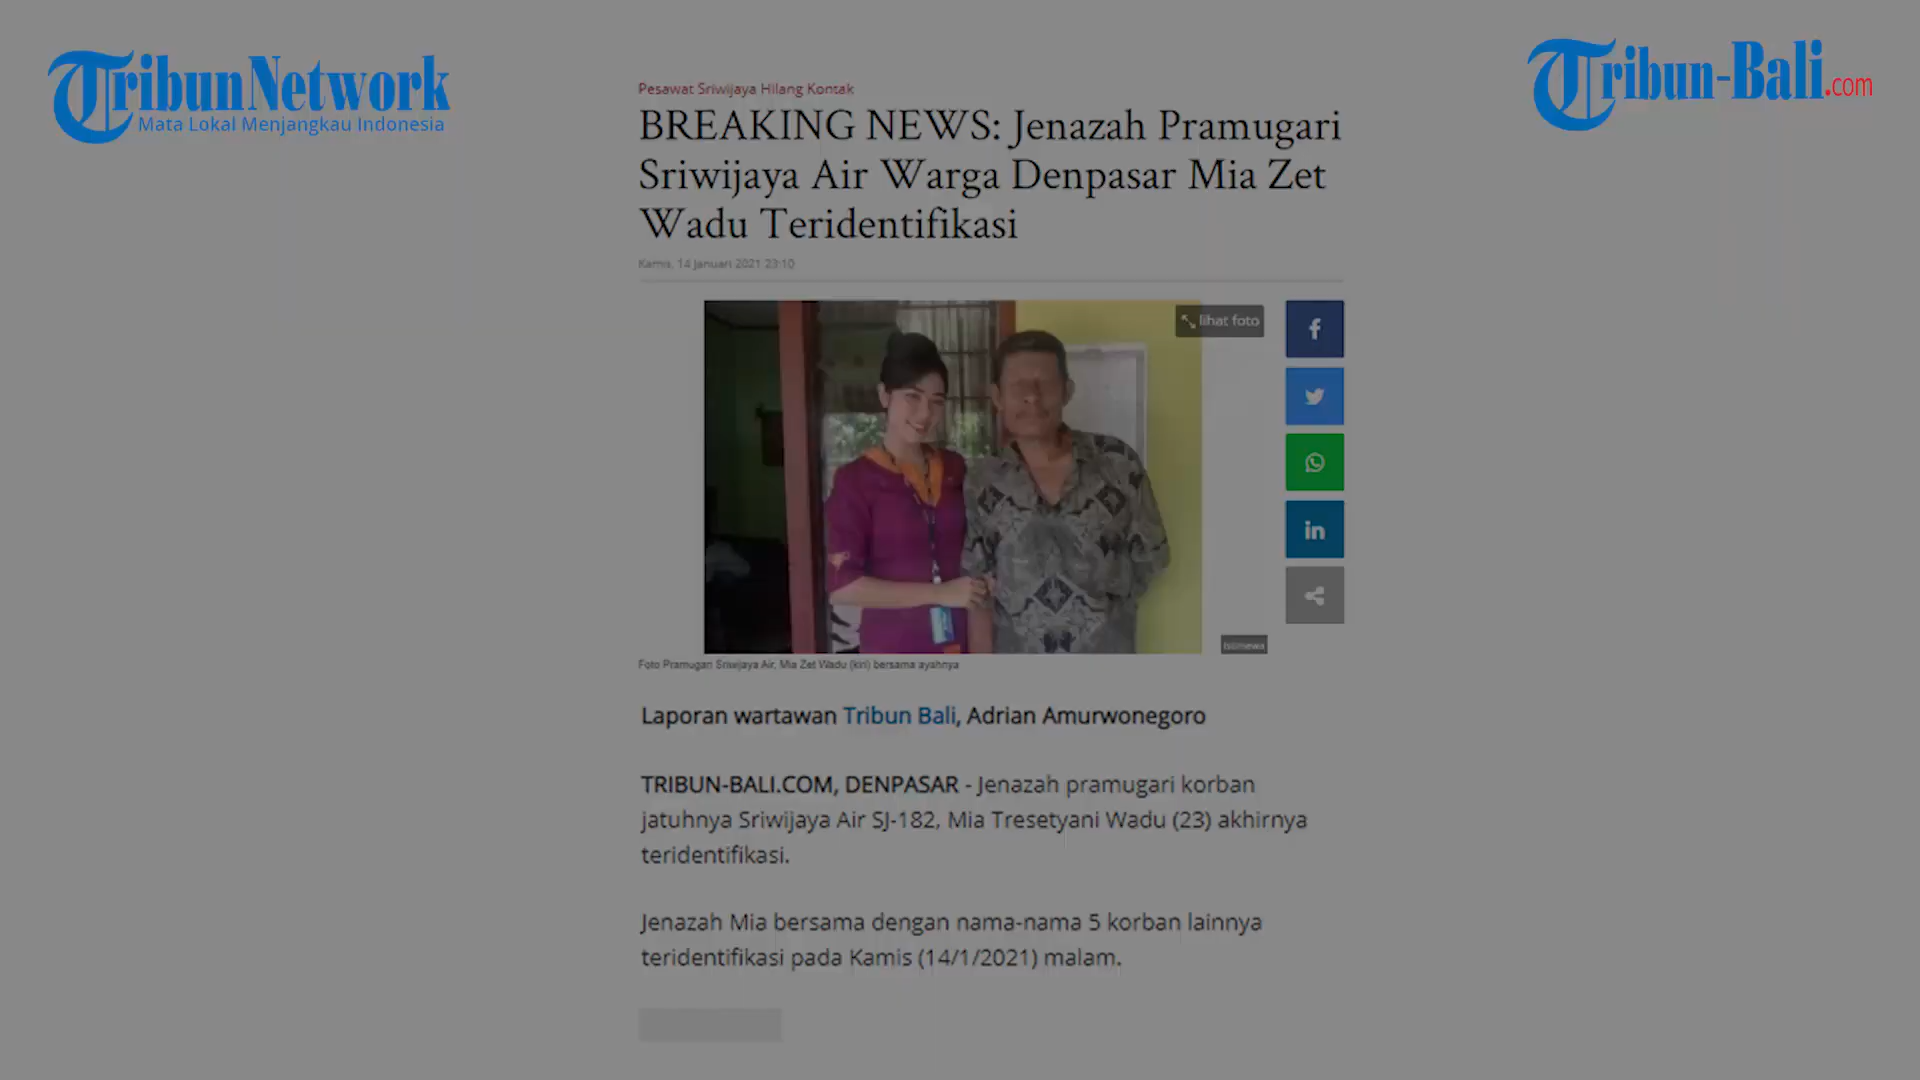 TribunNetwork
Mata Lokal Menjangkau Indonesia
Tribun-Bali.com
Pesawat Sriwijaya Hilang Kontak
BREAKING NEWS: Jenazah Pramugari
Sriwijaya Air Warga Denpasar Mia Zet
Wadu Teridentifikasi
Kamis, 14 Januari 2021 23:10
lihat foto
Istimewa
Foto Pramugari Sriwijaya Air, Mia Zet Wadu (kiri) bersama ayahnya
Laporan wartawan Tribun Bali, Adrian Amurwonegoro
TRIBUN-BALI.COM, DENPASAR - Jenazah pramugari korban
jatuhnya Sriwijaya Air SJ-182, Mia Tresetyani Wadu (23) akhirnya
teridentifikasi.
Jenazah Mia bersama dengan nama-nama 5 korban lainnya
teridentifikasi pada Kamis (14/1/2021) malam.